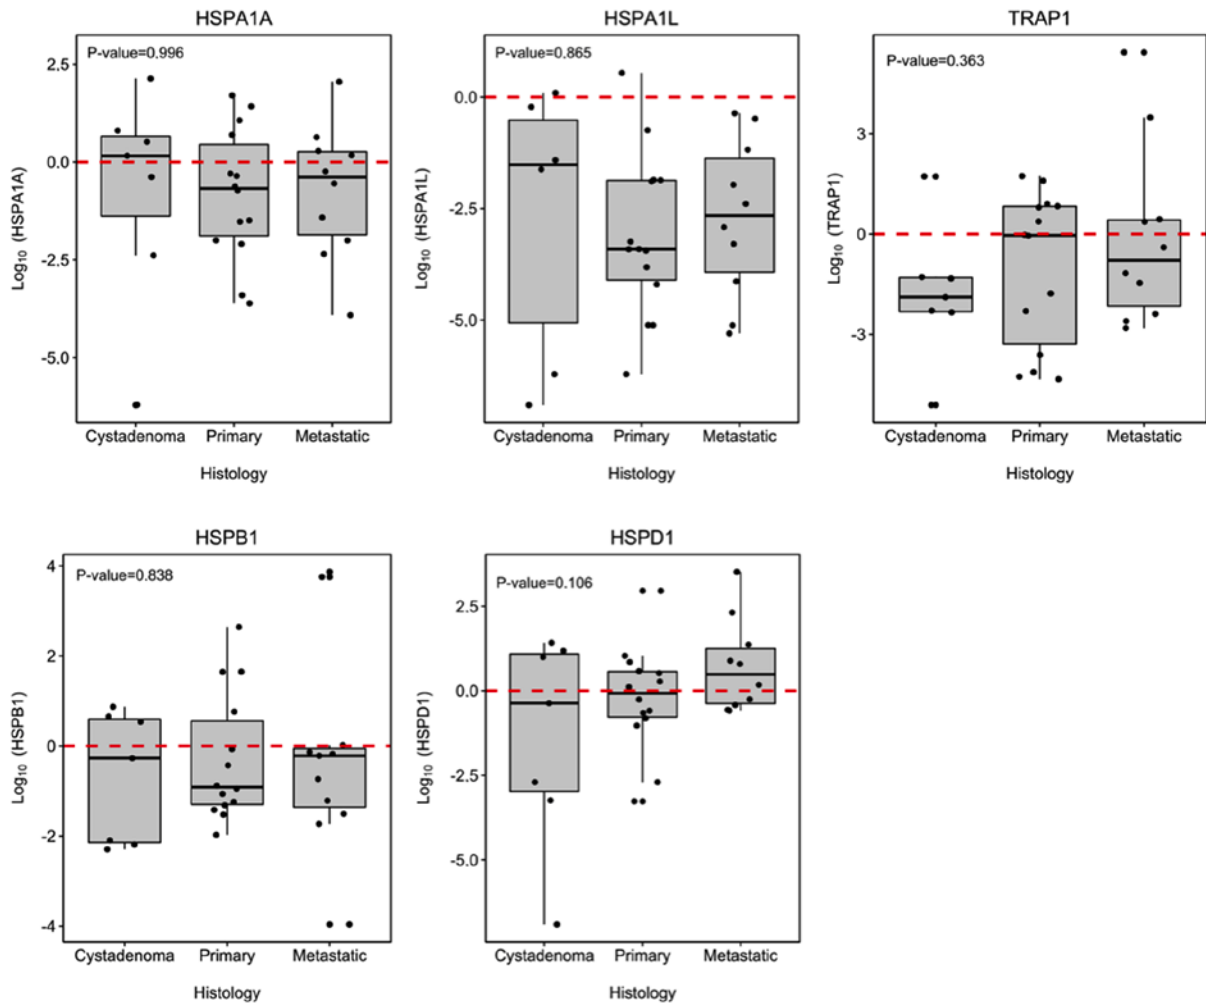 HSPA1A
P-value=0.996
2.5
0.0
-2.5
-5.0
Log10 (HSPA1A)
Cystadenoma Primary Metastatic
Histology
HSPA1L
P-value=0.865
0.0
-2.5
-5.0
Log10 (HSPA1L)
Cystadenoma Primary Metastatic
Histology
TRAP1
P-value=0.363
3
0
-3
Log10 (TRAP1)
Cystadenoma Primary Metastatic
Histology
HSPB1
P-value=0.838
4
2
0
-2
-4
Log10 (HSPB1)
Cystadenoma Primary Metastatic
Histology
HSPD1
P-value=0.106
2.5
0.0
-2.5
-5.0
Log10 (HSPD1)
Cystadenoma Primary Metastatic
Histology